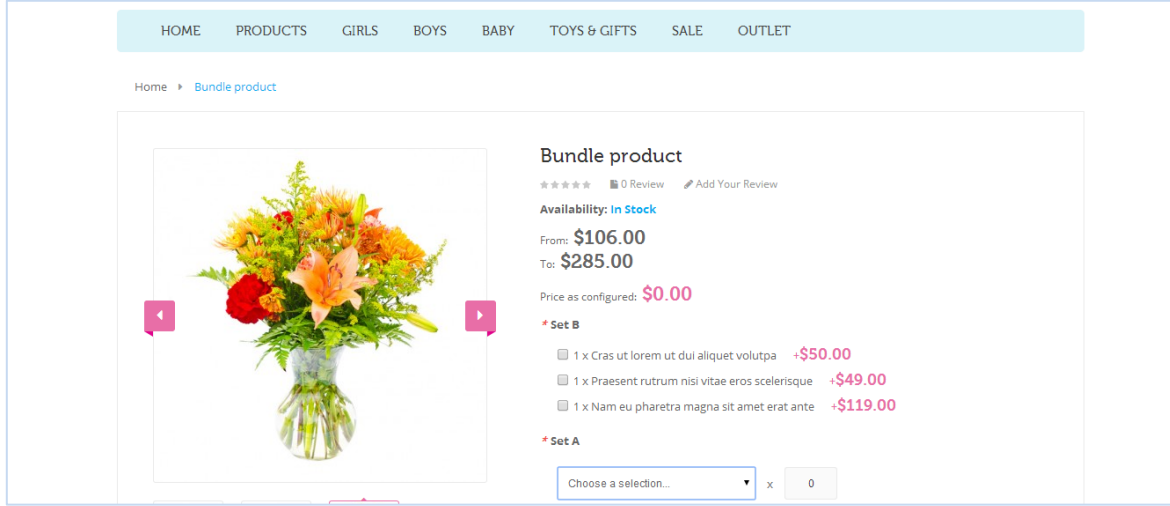 HOME PRODUCTS GIRLS BOYS BABY TOYS & GIFTS SALE OUTLET
Home Bundle product
Bundle product
0 Review Add Your Review
Availability: In Stock
From: $106.00
To: $285.00
Price as configured: $0.00
* Set B
1 x Cras ut lorem ut dui aliquet volutpa +$50.00
1 x Praesent rutrum nisi vitae eros scelerisque +$49.00
1 x Nam eu pharetra magna sit amet erat ante +$119.00
* Set A
Choose a selection... x 0